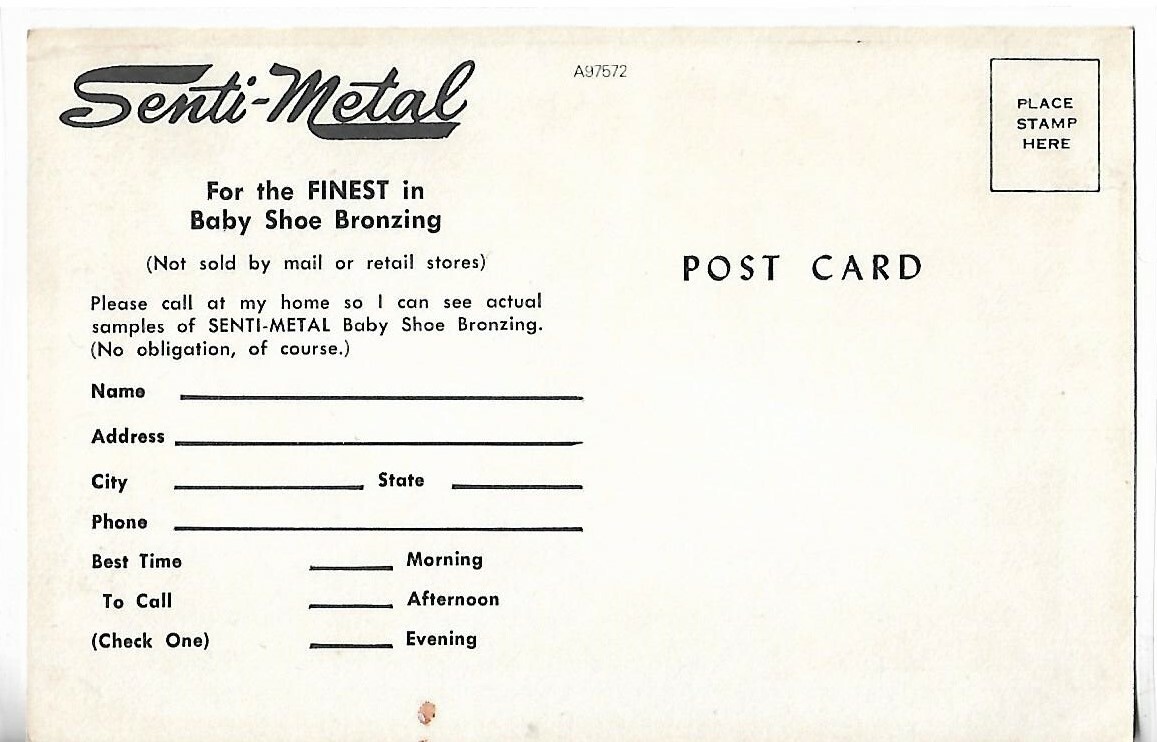 Senti-Metal
A97572
PLACE
STAMP
HERE
For the FINEST in
Baby Shoe Bronzing
(Not sold by mail or retail stores)
POST CARD
Please call at my home so I can see actual
samples of SENTI-METAL Baby Shoe Bronzing.
(No obligation, of course.)
Name
Address
City State
Phone
Best Time Morning
To Call Afternoon
(Check One) Evening